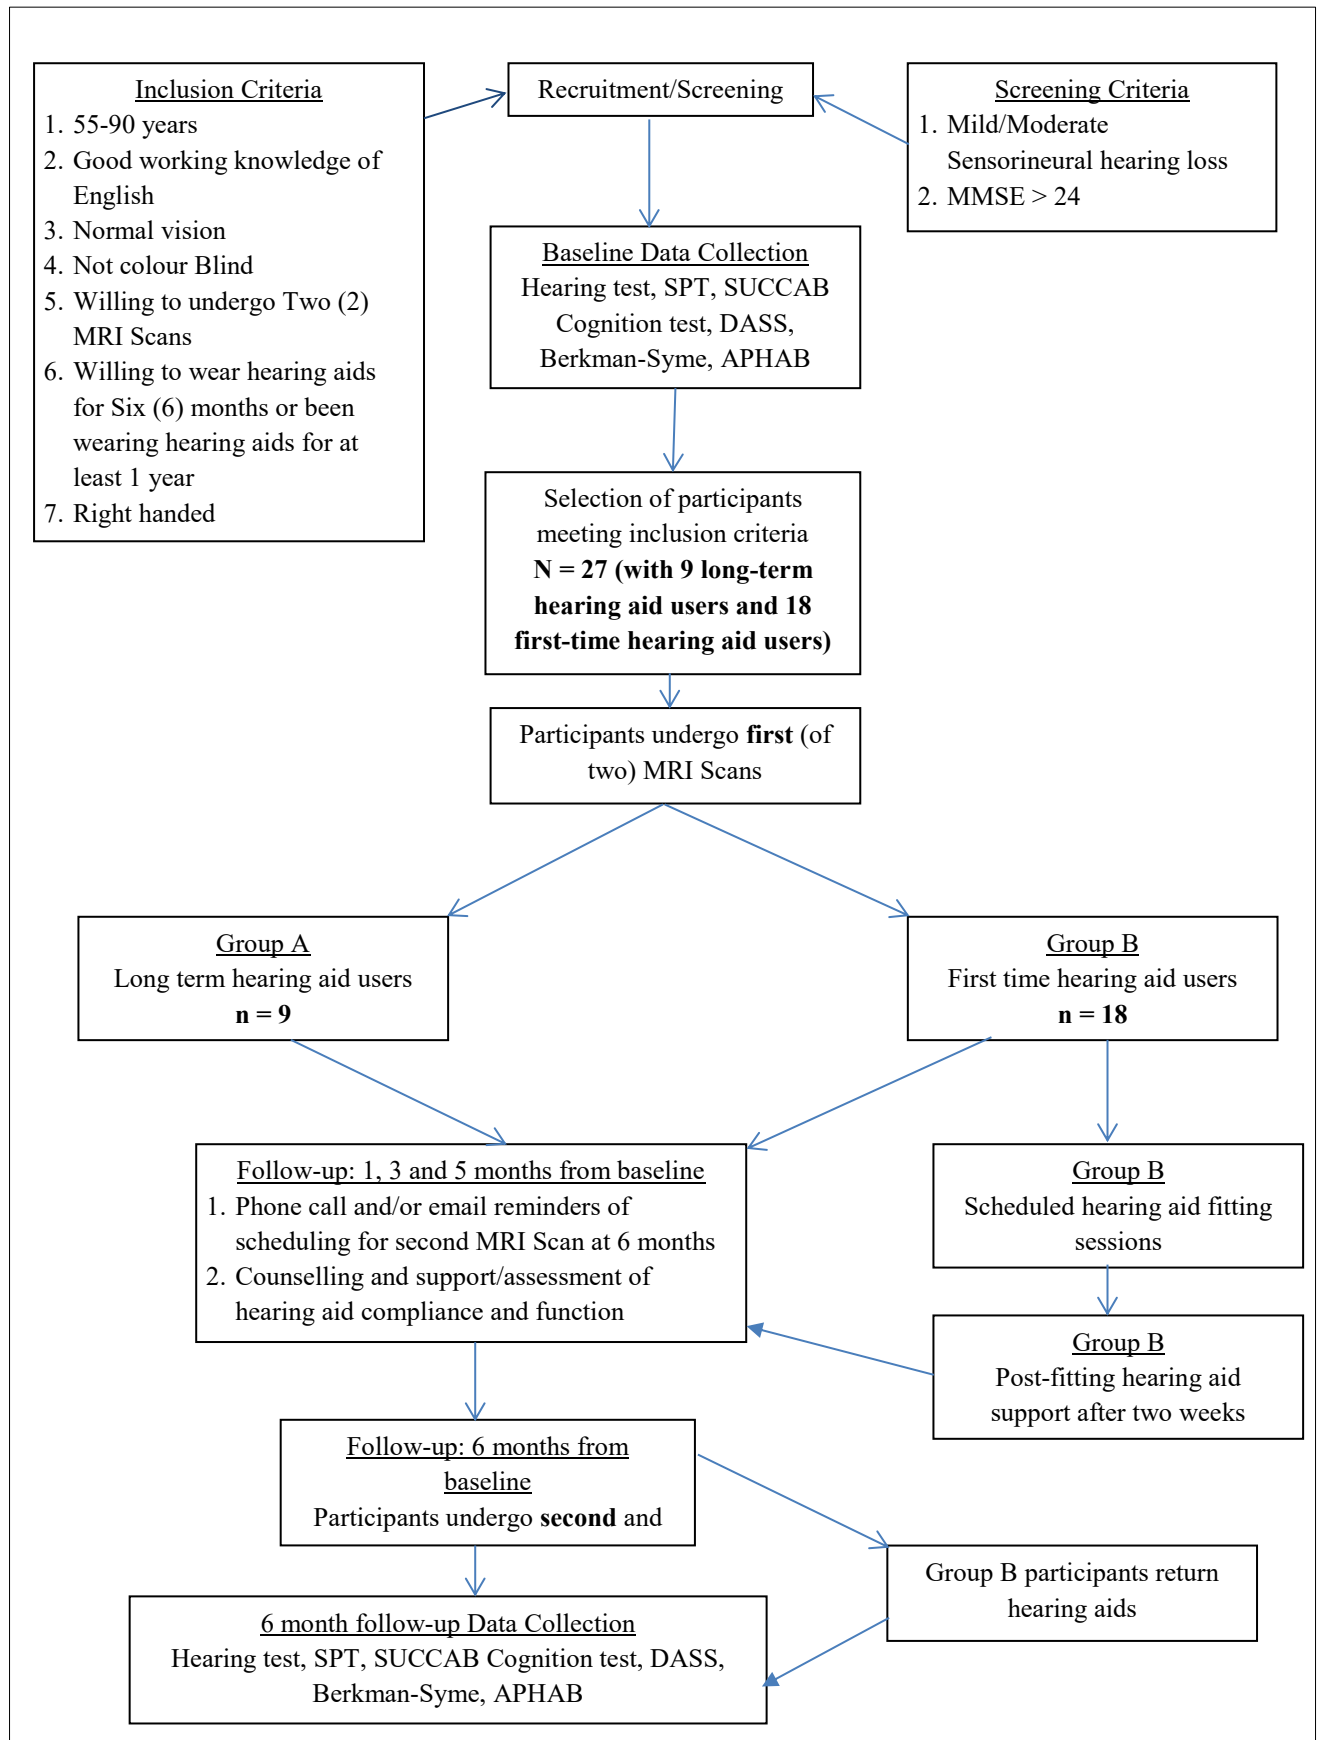 Inclusion Criteria
1. 55-90 years
2. Good working knowledge of
English
3. Normal vision
4. Not colour Blind
5. Willing to undergo Two (2)
MRI Scans
6. Willing to wear hearing aids
for Six (6) months or been
wearing hearing aids for at
least 1 year
7. Right handed
Recruitment/Screening
Screening Criteria
1. Mild/Moderate
Sensorineural hearing loss
2. MMSE > 24
Baseline Data Collection
Hearing test, SPT, SUCCAB
Cognition test, DASS,
Berkman-Syme, APHAB
Selection of participants
meeting inclusion criteria
N = 27 (with 9 long-term
hearing aid users and 18
first-time hearing aid users)
Participants undergo first (of
two) MRI Scans
Group A
Long term hearing aid users
n = 9
Group B
First time hearing aid users
n = 18
Follow-up: 1, 3 and 5 months from baseline
1. Phone call and/or email reminders of
scheduling for second MRI Scan at 6 months
2. Counselling and support/assessment of
hearing aid compliance and function
Group B
Scheduled hearing aid fitting
sessions
Group B
Post-fitting hearing aid
support after two weeks
Follow-up: 6 months from
baseline
Participants undergo second and
Group B participants return
hearing aids
6 month follow-up Data Collection
Hearing test, SPT, SUCCAB Cognition test, DASS,
Berkman-Syme, APHAB